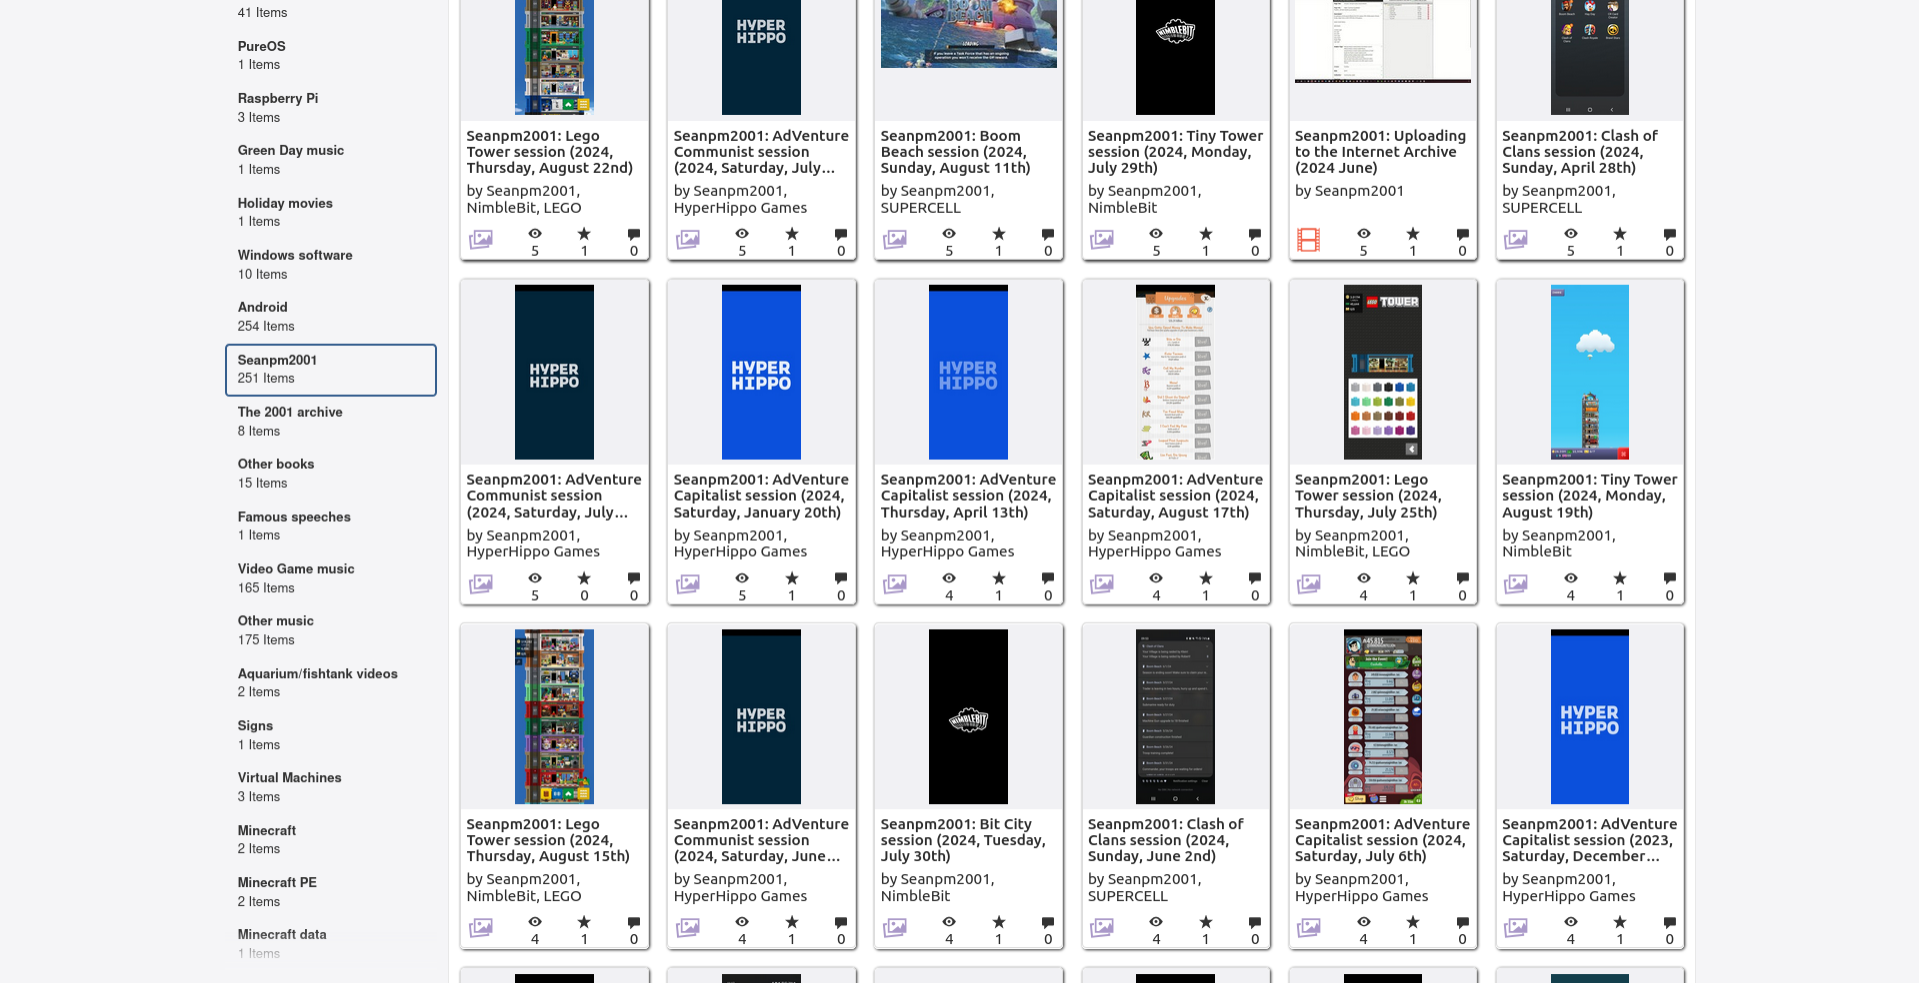 41 Items
PureOS
1 Items
Raspberry Pi
3 Items
Green Day music
1 Items
Holiday movies
1 Items
Windows software
10 Items
Android
254 Items
Seanpm2001
251 Items
The 2001 archive
8 Items
Other books
15 Items
Famous speeches
1 Items
Video Game music
165 Items
Other music
175 Items
Aquarium/fishtank videos
2 Items
Signs
1 Items
Virtual Machines
3 Items
Minecraft
2 Items
Minecraft PE
2 Items
Minecraft data
1 Items
Seanpm2001: Lego
Tower session (2024,
Thursday, August 22nd)
by Seanpm2001,
NimbleBit, LEGO
5 1 0
HYPER
HIPPO
Seanpm2001: AdVenture
Communist session
(2024, Saturday, July...
by Seanpm2001,
HyperHippo Games
5 1 0
BOOM
BEACH
LOADING
Seanpm2001: Boom
Beach session (2024,
Sunday, August 11th)
by Seanpm2001,
SUPERCELL
5 1 0
NIMBLEBIT
Seanpm2001: Tiny Tower
session (2024, Monday,
July 29th)
by Seanpm2001,
NimbleBit
5 1 0
Seanpm2001: Uploading
to the Internet Archive
(2024 June)
by Seanpm2001
5 1 0
Seanpm2001: Clash of
Clans session (2024,
Sunday, April 28th)
by Seanpm2001,
SUPERCELL
5 1 0
HYPER
HIPPO
Seanpm2001: AdVenture
Communist session
(2024, Saturday, July...
by Seanpm2001,
HyperHippo Games
5 0 0
HYPER
HIPPO
Seanpm2001: AdVenture
Capitalist session (2024,
Saturday, January 20th)
by Seanpm2001,
HyperHippo Games
5 1 0
HYPER
HIPPO
Seanpm2001: AdVenture
Capitalist session (2024,
Thursday, April 13th)
by Seanpm2001,
HyperHippo Games
4 1 0
Upgrades
Seanpm2001: AdVenture
Capitalist session (2024,
Saturday, August 17th)
by Seanpm2001,
HyperHippo Games
4 1 0
LEGO TOWER
Seanpm2001: Lego
Tower session (2024,
Thursday, July 25th)
by Seanpm2001,
NimbleBit, LEGO
4 1 0
Seanpm2001: Tiny Tower
session (2024, Monday,
August 19th)
by Seanpm2001,
NimbleBit
4 1 0
Seanpm2001: Lego
Tower session (2024,
Thursday, August 15th)
by Seanpm2001,
NimbleBit, LEGO
4 1 0
HYPER
HIPPO
Seanpm2001: AdVenture
Communist session
(2024, Saturday, June...
by Seanpm2001,
HyperHippo Games
4 1 0
NIMBLEBIT
Seanpm2001: Bit City
session (2024, Tuesday,
July 30th)
by Seanpm2001,
NimbleBit
4 1 0
Seanpm2001: Clash of
Clans session (2024,
Sunday, June 2nd)
by Seanpm2001,
SUPERCELL
4 1 0
Seanpm2001: AdVenture
Capitalist session (2024,
Saturday, July 6th)
by Seanpm2001,
HyperHippo Games
4 1 0
HYPER
HIPPO
Seanpm2001: AdVenture
Capitalist session (2023,
Saturday, December...
by Seanpm2001,
HyperHippo Games
4 1 0